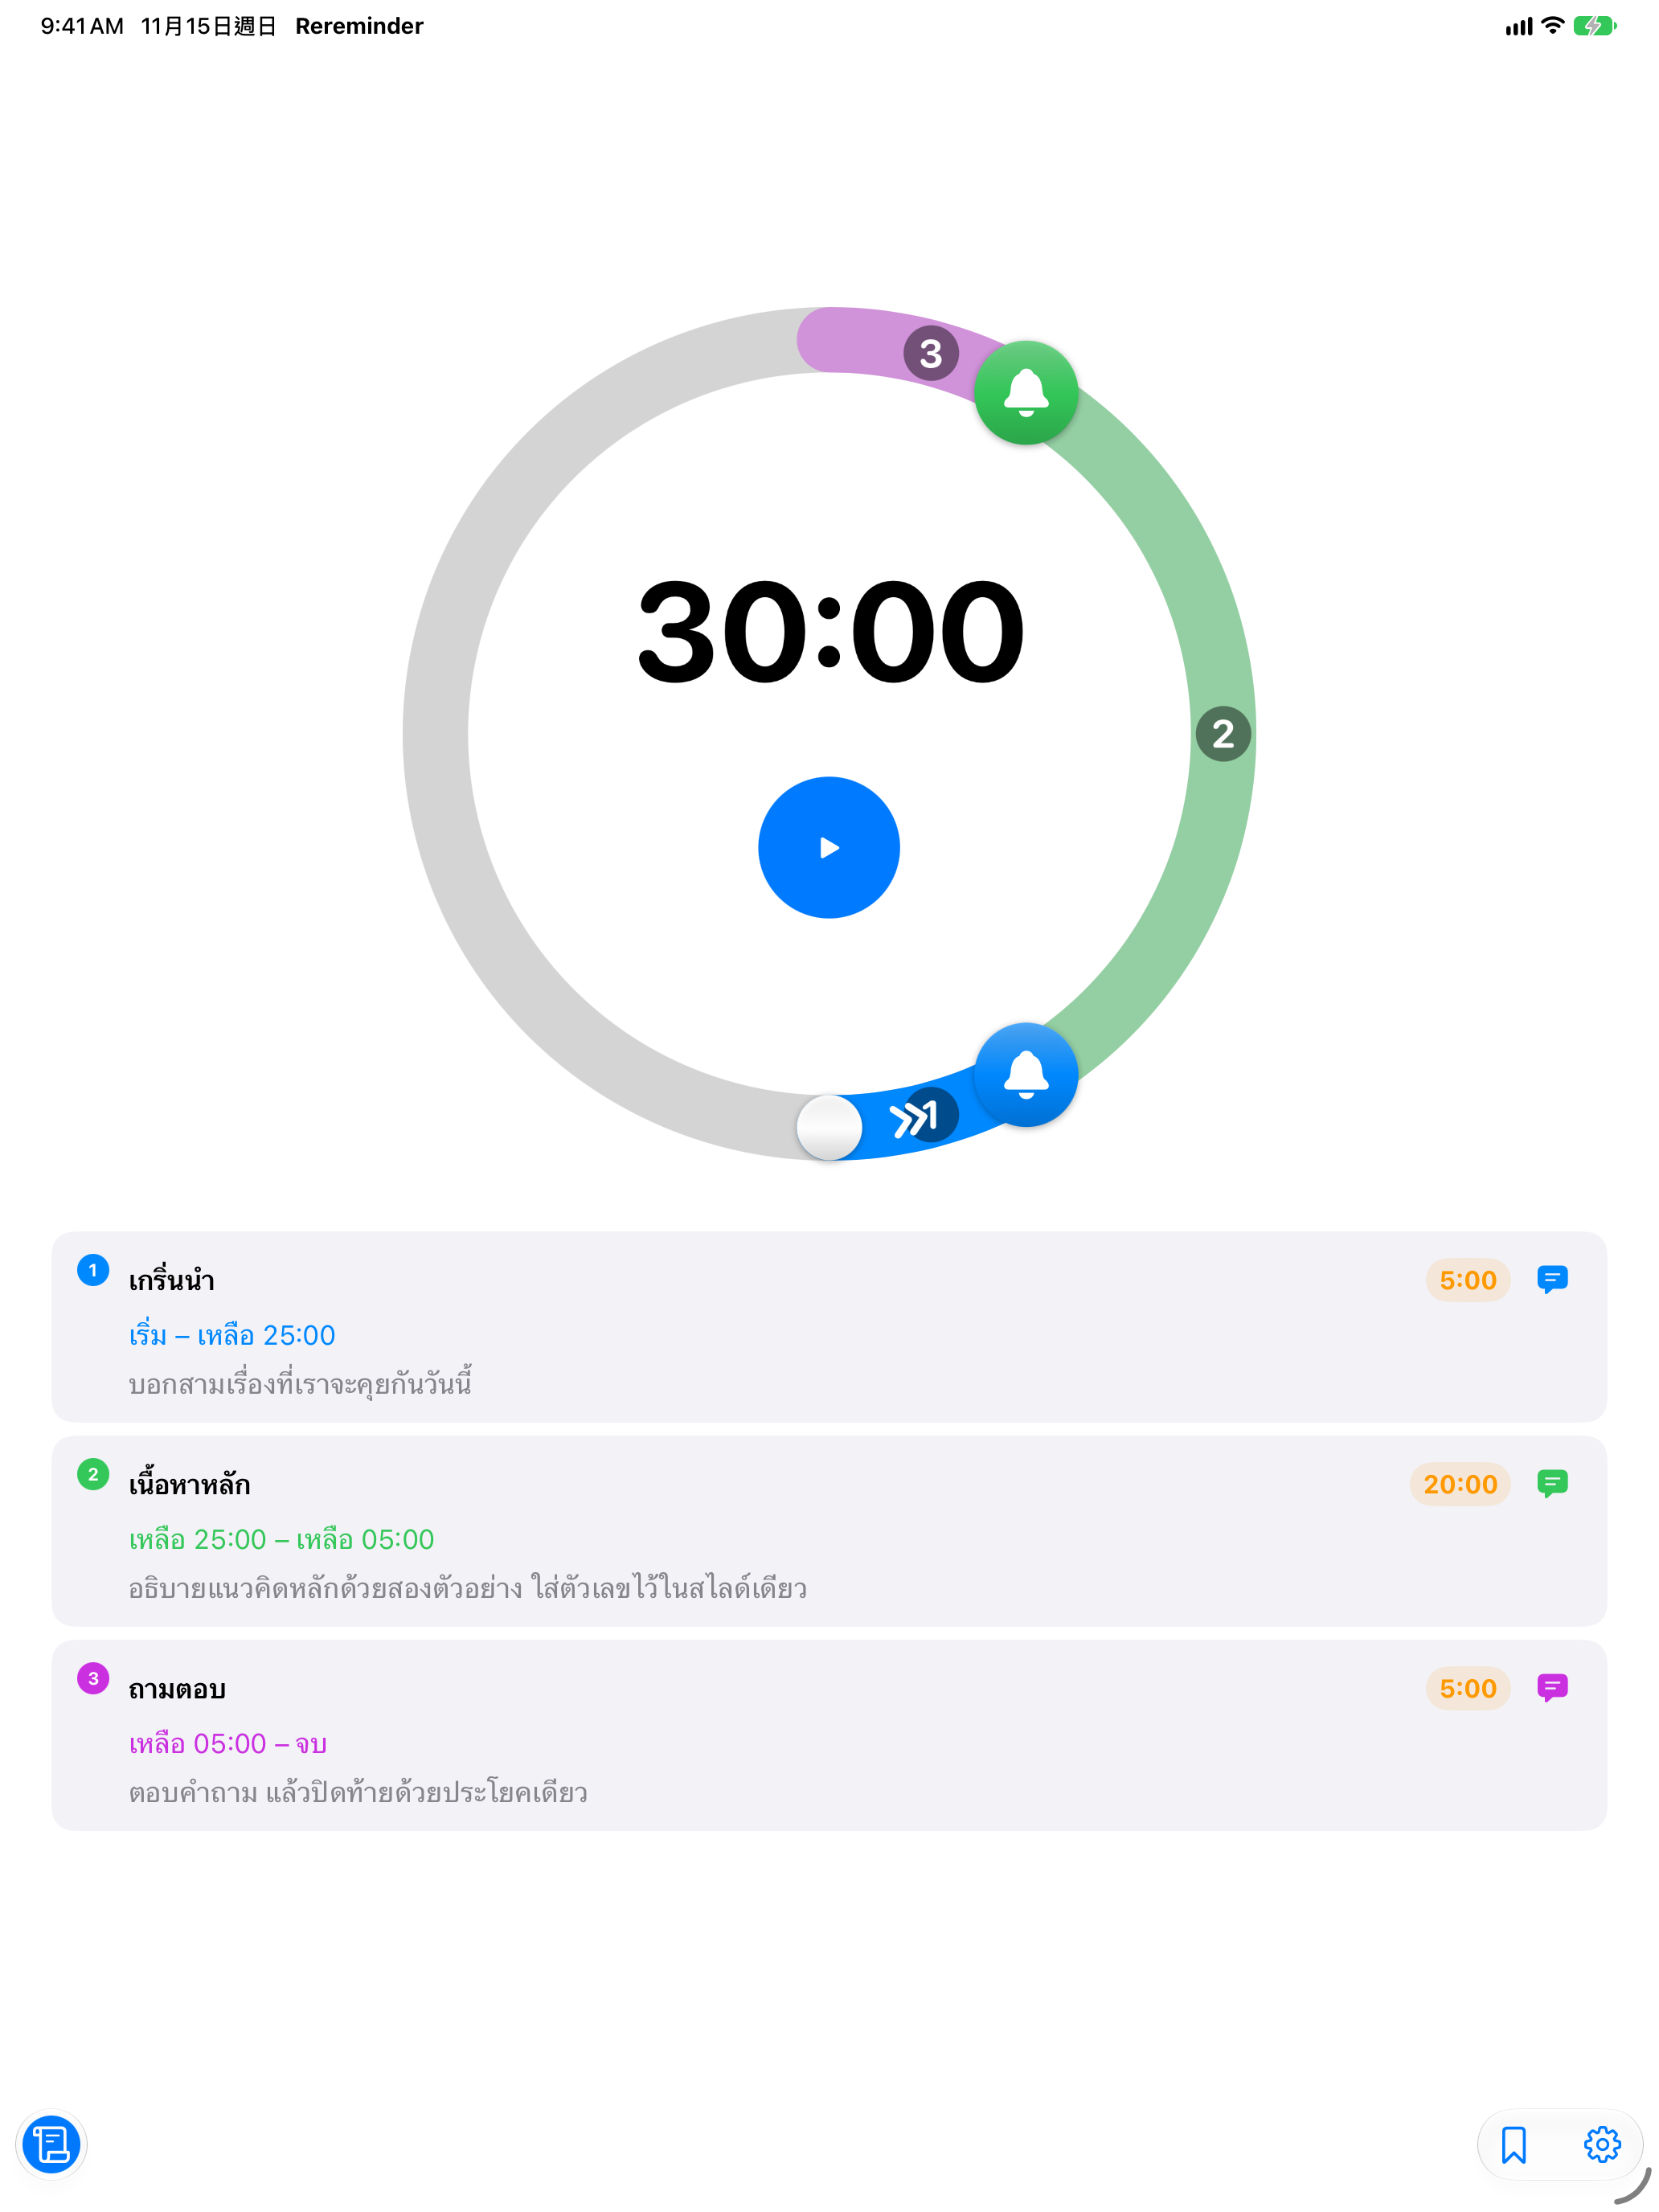 9:41 AM 11月15日週日 Rereminder
3
30:00
2
1
1 เกริ่นนำ 5:00
เริ่ม – เหลือ 25:00
บอกสามเรื่องที่เราจะคุยกันวันนี้
2 เนื้อหาหลัก 20:00
เหลือ 25:00 – เหลือ 05:00
อธิบายแนวคิดหลักด้วยสองตัวอย่าง ใส่ตัวเลขไว้ในสไลด์เดียว
3 ถามตอบ 5:00
เหลือ 05:00 – จบ
ตอบคำถาม แล้วปิดท้ายด้วยประโยคเดียว